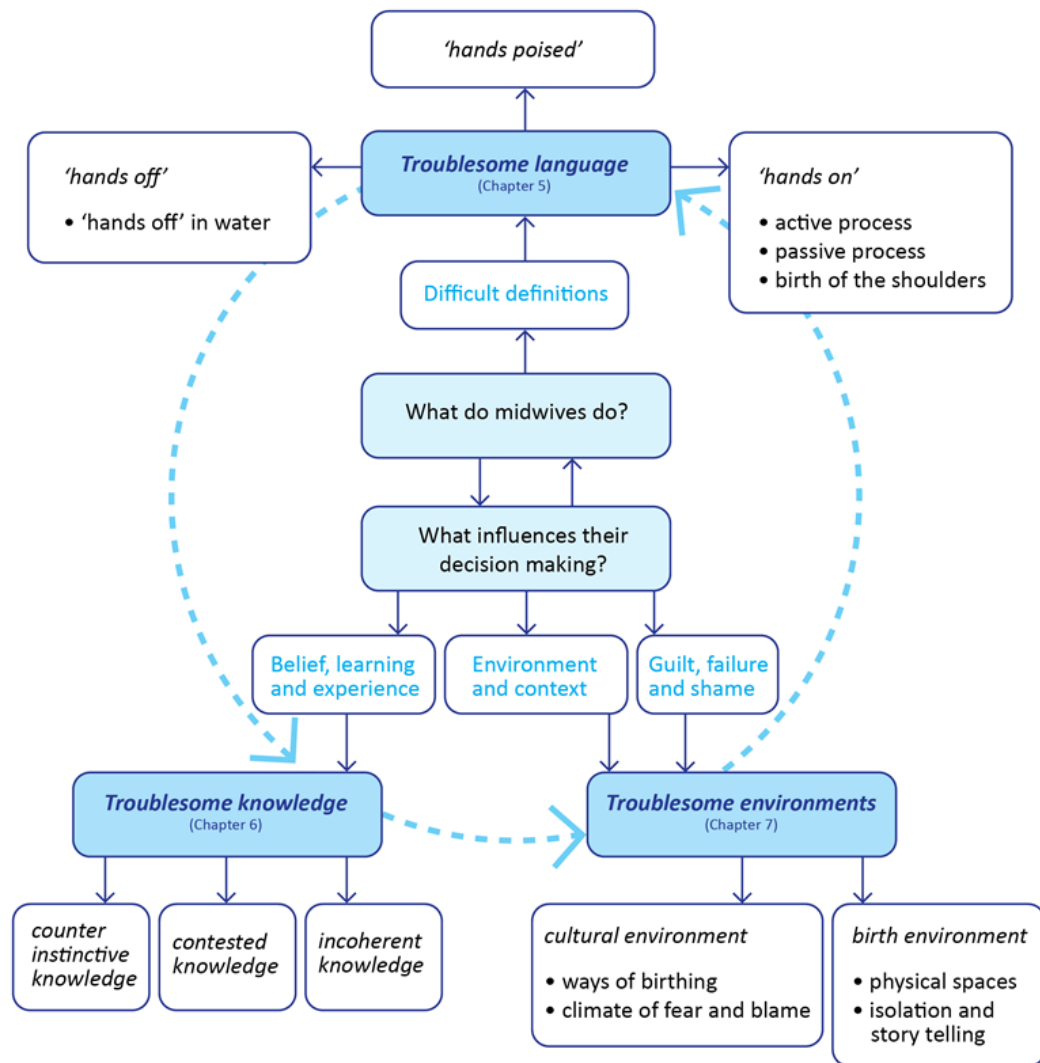 ‘hands poised’
Troublesome language
(Chapter 5)
‘hands off’
• ‘hands off’ in water
‘hands on’
• active process
• passive process
• birth of the shoulders
Difficult definitions
What do midwives do?
What influences their
decision making?
Belief, learning
and experience
Environment
and context
Guilt, failure
and shame
Troublesome knowledge
(Chapter 6)
Troublesome environments
(Chapter 7)
counter
instinctive
knowledge
contested
knowledge
incoherent
knowledge
cultural environment
• ways of birthing
• climate of fear and blame
birth environment
• physical spaces
• isolation and
story telling